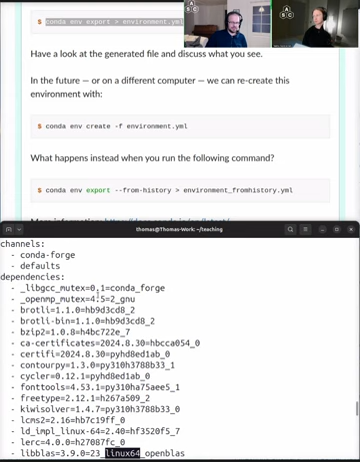 $ conda env export > environment.yml
Have a look at the generated file and discuss what you see.
In the future — or on a different computer — we can re-create this
environment with:
$ conda env create -f environment.yml
What happens instead when you run the following command?
$ conda env export --from-history > environment_fromhistory.yml
thomas@Thomas-Work: ~/teaching
channels:
- conda-forge
- defaults
dependencies:
- _libgcc_mutex=0.1=conda_forge
- _openmp_mutex=4.5=2_gnu
- brotli=1.1.0=hb9d3cd8_2
- brotli-bin=1.1.0=hb9d3cd8_2
- bzip2=1.0.8=h4bc722e_7
- ca-certificates=2024.8.30=hbcca054_0
- certifi=2024.8.30=pyhd8ed1ab_0
- contourpy=1.3.0=py310h3788b33_1
- cycler=0.12.1=pyhd8ed1ab_0
- fonttools=4.53.1=py310ha75aee5_1
- freetype=2.12.1=h267a509_2
- kiwisolver=1.4.7=py310h3788b33_0
- lcms2=2.16=hb7c19ff_0
- ld_impl_linux-64=2.40=hf3520f5_7
- lerc=4.0.0=h27087fc_0
- libblas=3.9.0=23_linux64_openblas